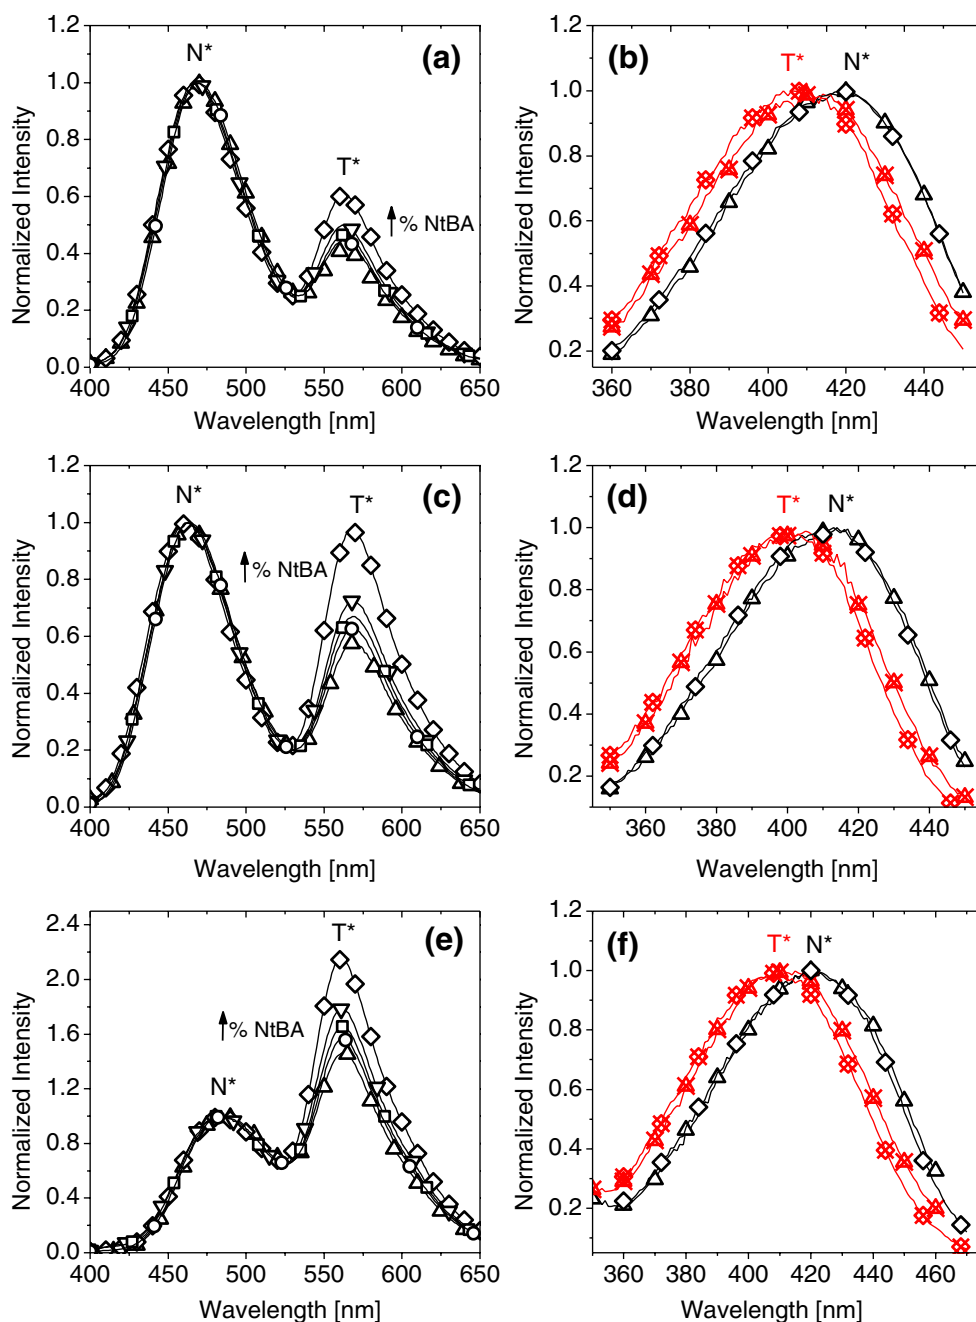 1.2
1.0
0.8
0.6
0.4
0.2
0.0
400 450 500 550 600 650
Wavelength [nm]
Normalized Intensity
N*
T*
% NtBA
(a)
1.2
1.0
0.8
0.6
0.4
0.2
360 380 400 420 440
Wavelength [nm]
Normalized Intensity
(b)
T* N*
1.2
1.0
0.8
0.6
0.4
0.2
0.0
400 450 500 550 600 650
Wavelength [nm]
Normalized Intensity
N*
T*
% NtBA
(c)
1.2
1.0
0.8
0.6
0.4
0.2
360 380 400 420 440
Wavelength [nm]
Normalized Intensity
(d)
T* N*
2.4
2.0
1.6
1.2
0.8
0.4
0.0
400 450 500 550 600 650
Wavelength [nm]
Normalized Intensity
T*
% NtBA
N*
(e)
1.2
1.0
0.8
0.6
0.4
0.2
360 380 400 420 440 460
Wavelength [nm]
Normalized Intensity
(f)
T* N*